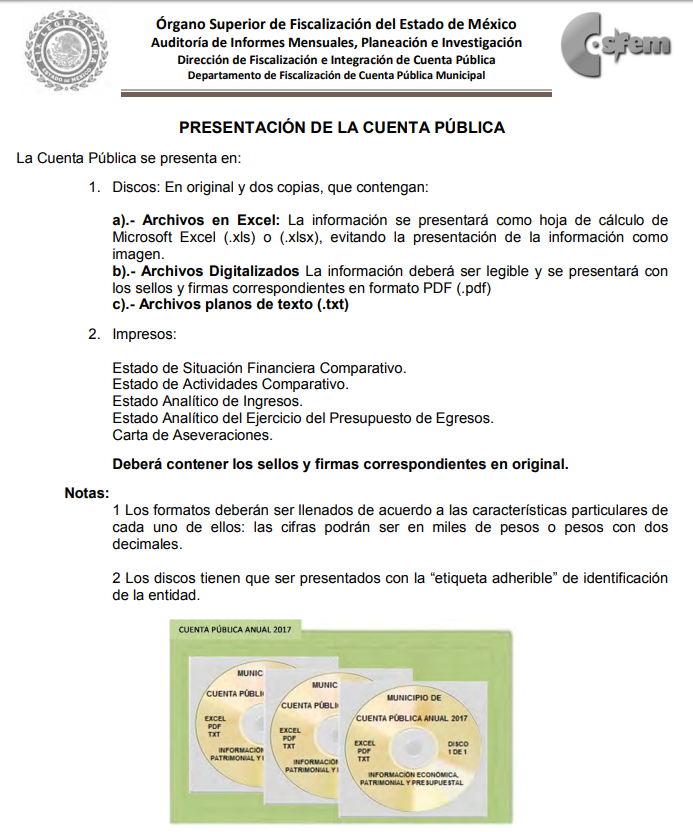 Órgano Superior de Fiscalización del Estado de México
Auditoría de Informes Mensuales, Planeación e Investigación
Dirección de Fiscalización e Integración de Cuenta Pública
Departamento de Fiscalización de Cuenta Pública Municipal
LIX LEGISLATURA
ESTADO DE MÉXICO
osfem
PRESENTACIÓN DE LA CUENTA PÚBLICA
La Cuenta Pública se presenta en:
1. Discos: En original y dos copias, que contengan:
a).- Archivos en Excel: La información se presentará como hoja de cálculo de
Microsoft Excel (.xls) o (.xlsx), evitando la presentación de la información como
imagen.
b).- Archivos Digitalizados La información deberá ser legible y se presentará con
los sellos y firmas correspondientes en formato PDF (.pdf)
c).- Archivos planos de texto (.txt)
2. Impresos:
Estado de Situación Financiera Comparativo.
Estado de Actividades Comparativo.
Estado Analítico de Ingresos.
Estado Analítico del Ejercicio del Presupuesto de Egresos.
Carta de Aseveraciones.
Deberá contener los sellos y firmas correspondientes en original.
Notas:
1 Los formatos deberán ser llenados de acuerdo a las características particulares de
cada uno de ellos: las cifras podrán ser en miles de pesos o pesos con dos
decimales.
2 Los discos tienen que ser presentados con la “etiqueta adherible” de identificación
de la entidad.
CUENTA PÚBLICA ANUAL 2017
MUNIC
CUENTA PÚBLI
EXCEL
PDF
TXT
INFORMACIÓN
PATRIMONIAL Y
MUNIC
CUENTA PÚBLI
EXCEL
PDF
TXT
INFORMACIÓN
PATRIMONIAL Y
MUNICIPIO DE
CUENTA PÚBLICA ANUAL 2017
EXCEL
PDF
TXT
DISCO
1 DE 1
INFORMACIÓN ECONÓMICA,
PATRIMONIAL Y PRESUPUESTAL